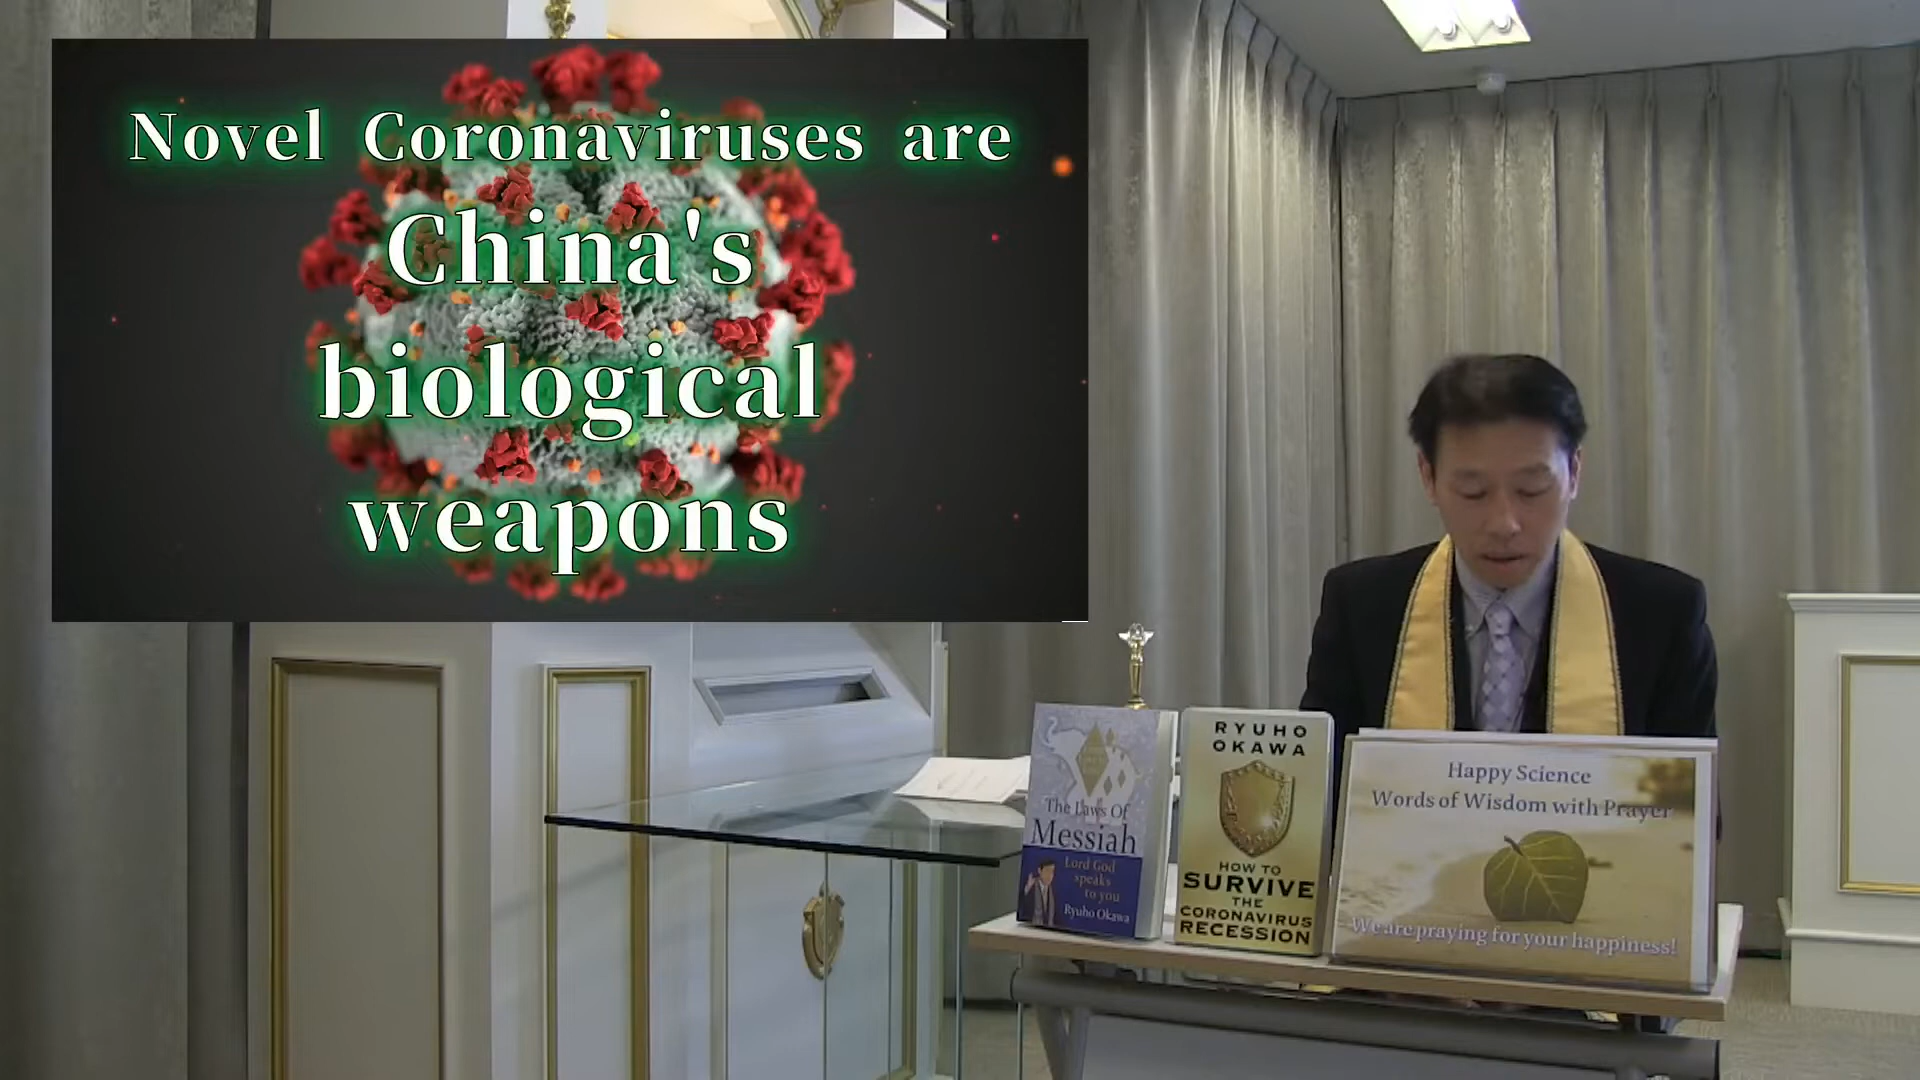 Novel Coronaviruses are
China's
biological
weapons
The Laws Of
Messiah
Lord God
speaks
to you
Ryuho Okawa
RYUHO
OKAWA
HOW TO
SURVIVE
THE
CORONAVIRUS
RECESSION
Happy Science
Words of Wisdom with Prayer
We are praying for your happiness!